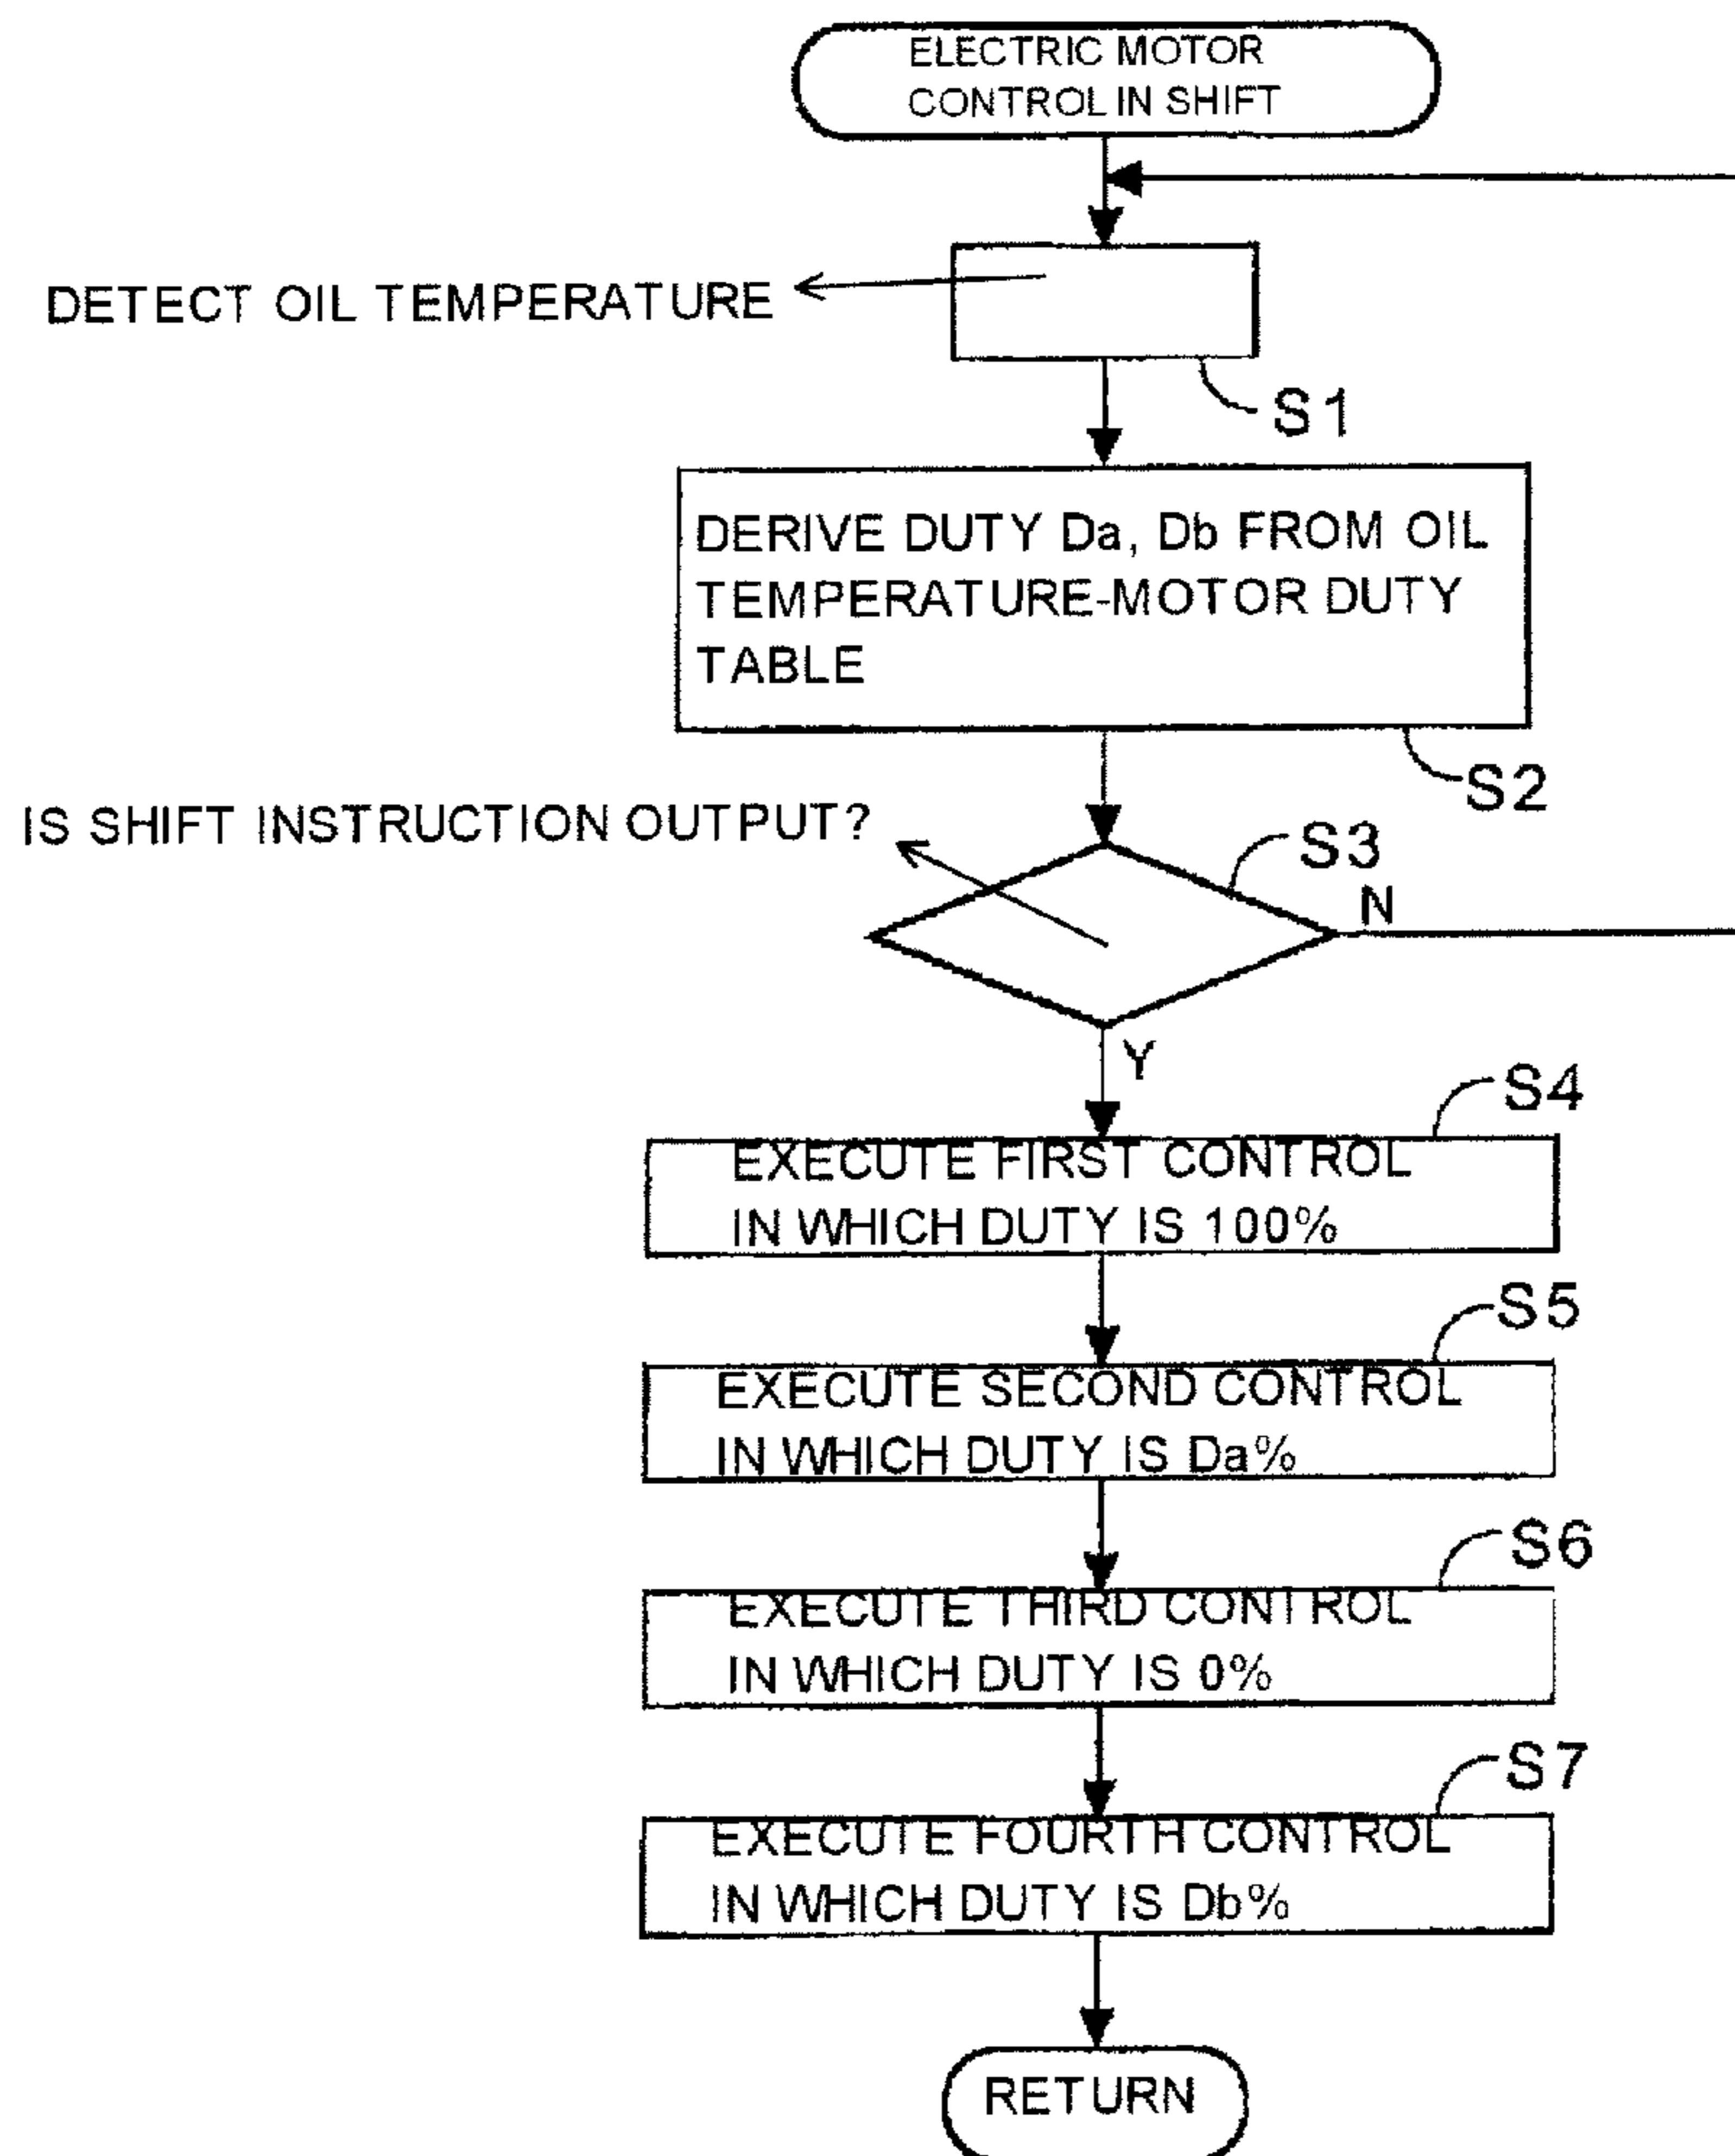 ELECTRIC MOTOR
CONTROL IN SHIFT
DETECT OIL TEMPERATURE
S1
DERIVE DUTY Da, Db FROM OIL
TEMPERATURE-MOTOR DUTY
TABLE
S2
IS SHIFT INSTRUCTION OUTPUT?
S3
N
Y
S4
EXECUTE FIRST CONTROL
IN WHICH DUTY IS 100%
S5
EXECUTE SECOND CONTROL
IN WHICH DUTY IS Da%
S6
EXECUTE THIRD CONTROL
IN WHICH DUTY IS 0%
S7
EXECUTE FOURTH CONTROL
IN WHICH DUTY IS Db%
RETURN